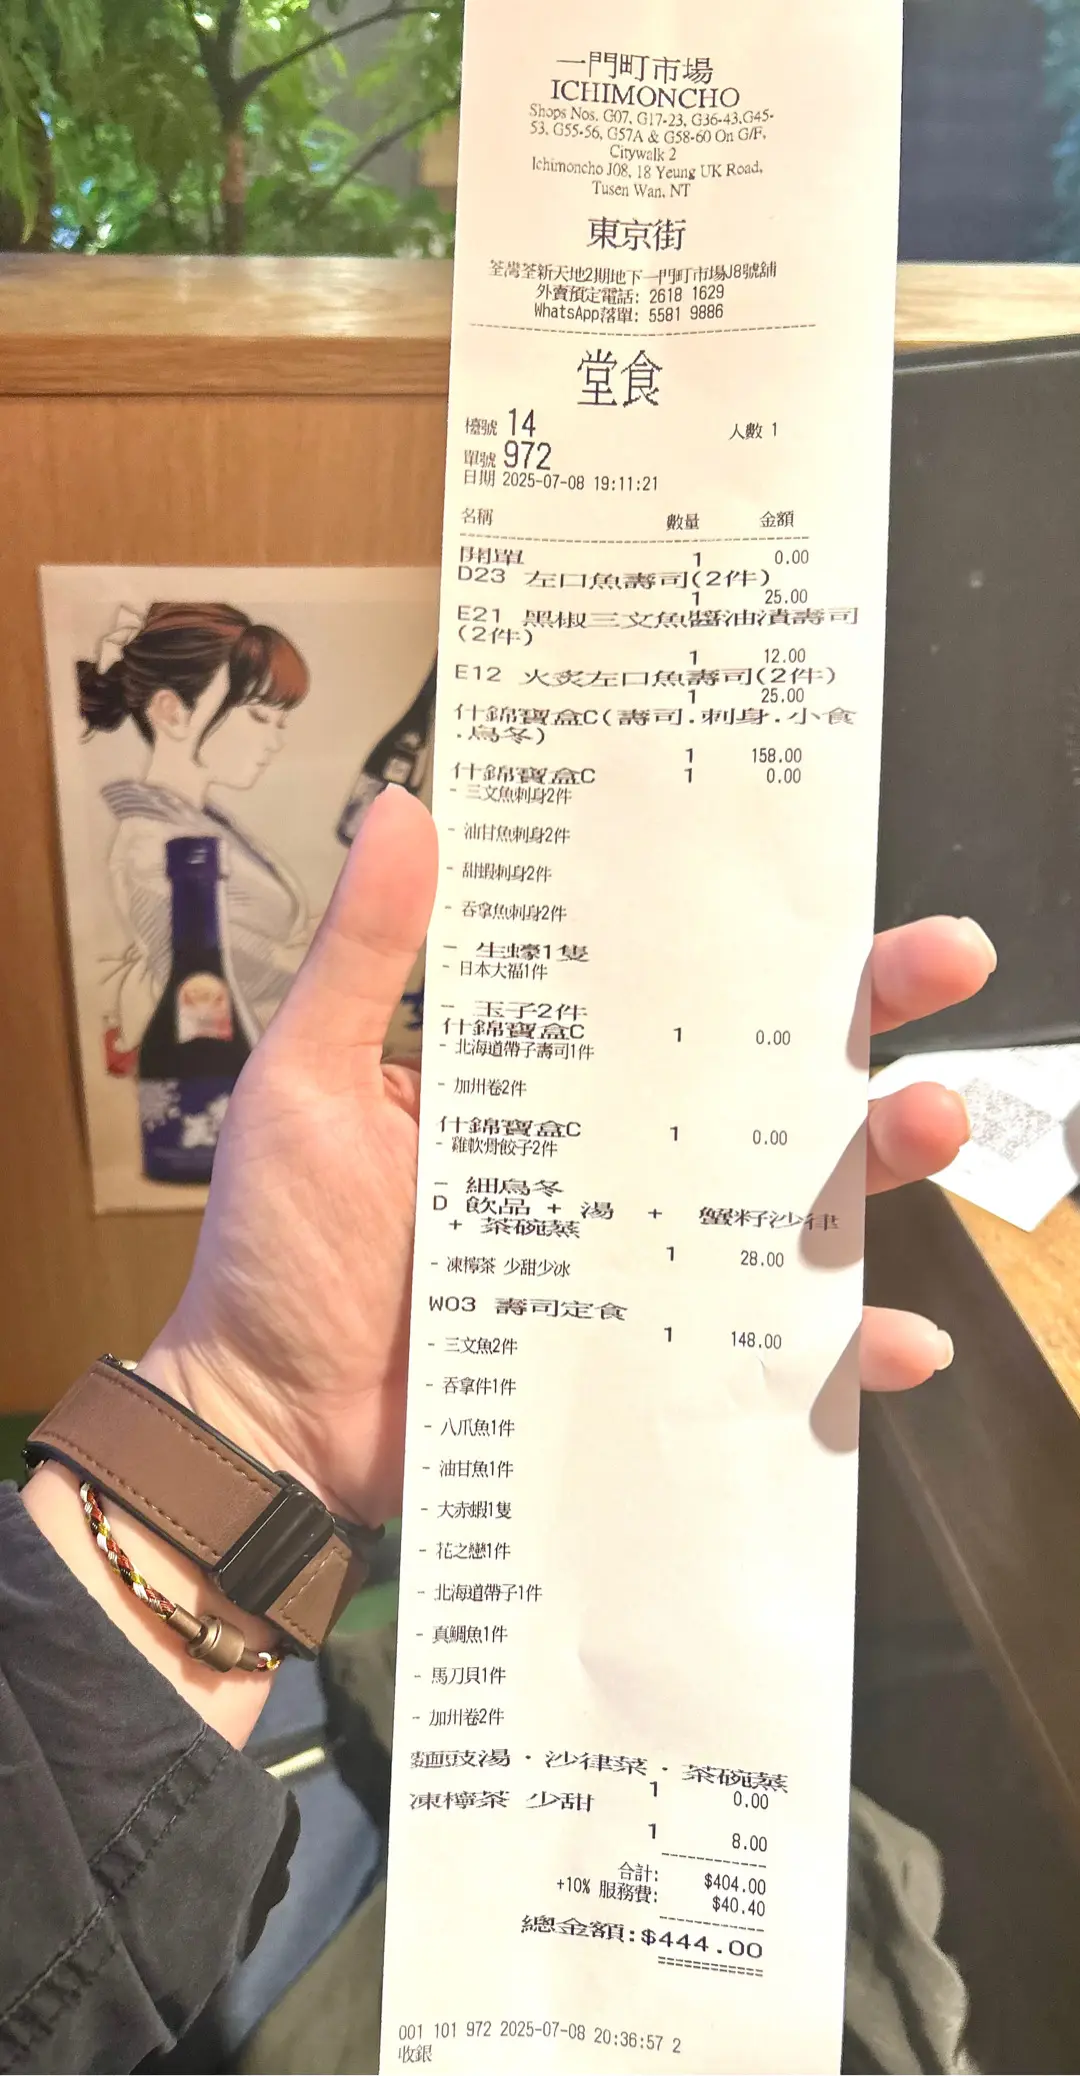 一門町市場
ICHIMONCHO
Shops Nos. G07, G17-23, G36-43,G45-
53, G55-56, G57A & G58-60 On G/F,
Citywalk 2
Ichimoncho J08, 18 Yeung UK Road,
Tusen Wan, NT
東京街
荃灣荃新天地2期地下一門町市場J8號舖
外賣預定電話: 2618 1629
WhatsApp落單: 5581 9886
堂食
檯號 14 人數 1
單號 972
日期 2025-07-08 19:11:21
名稱 數量 金額
開單 1 0.00
D23 左口魚壽司(2件)
1 25.00
E21 黑椒三文魚醬油漬壽司
(2件)
1 12.00
E12 火炙左口魚壽司(2件)
1 25.00
什錦寶盒C(壽司.刺身.小食
.烏冬)
1 158.00
什錦寶盒C 1 0.00
- 三文魚刺身2件
- 油甘魚刺身2件
- 甜蝦刺身2件
- 吞拿魚刺身2件
- 生蠔1隻
- 日本大福1件
- 玉子2件
什錦寶盒C 1 0.00
- 北海道帶子壽司1件
- 加州卷2件
什錦寶盒C 1 0.00
- 雞軟骨餃子2件
- 細烏冬
D 飲品 + 湯 + 蟹籽沙律
+ 茶碗蒸
1 28.00
- 凍檸茶 少甜少冰
W03 壽司定食
1 148.00
- 三文魚2件
- 吞拿件1件
- 八爪魚1件
- 油甘魚1件
- 大赤蝦1隻
- 花之戀1件
- 北海道帶子1件
- 真鯛魚1件
- 馬刀貝1件
- 加州卷2件
麵豉湯．沙律菜．茶碗蒸
1 0.00
凍檸茶 少甜
1 8.00
合計: $404.00
+10% 服務費: $40.40
總金額:$444.00
001 101 972 2025-07-08 20:36:57 2
收銀